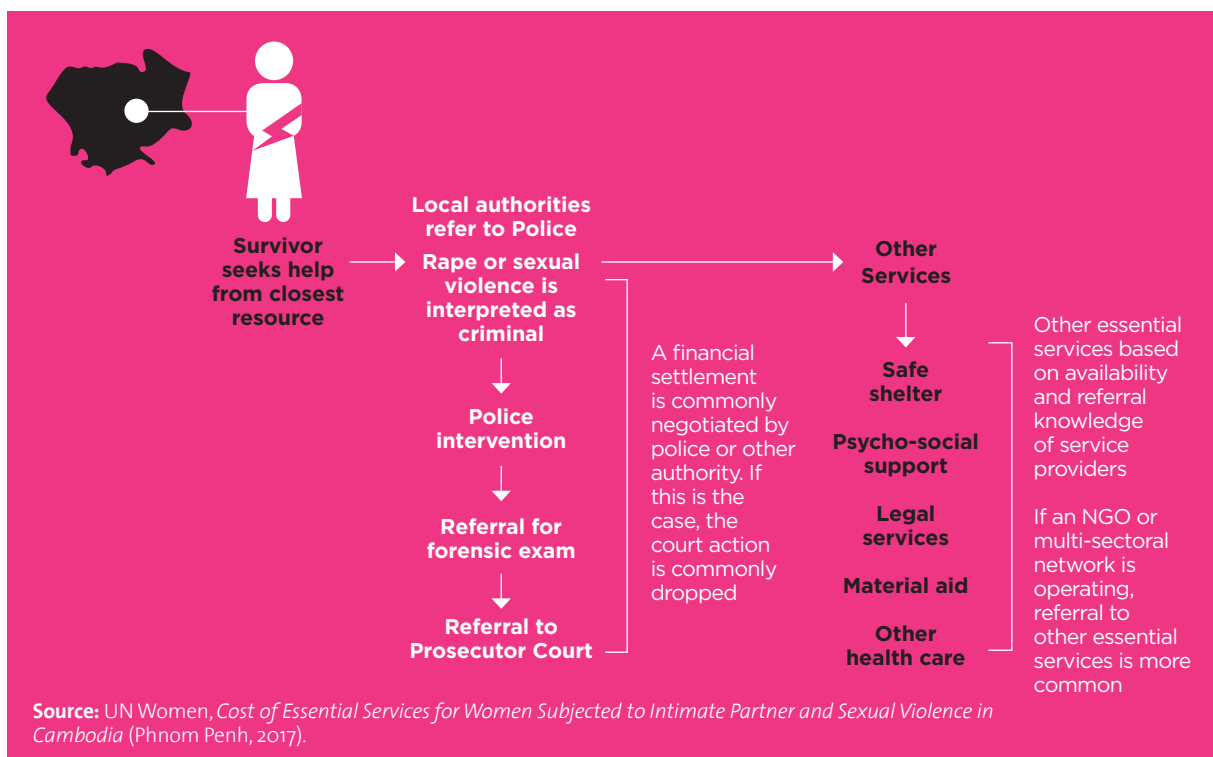 Survivor
seeks help
from closest
resource
Local authorities
refer to Police
Rape or sexual
violence is
interpreted as
criminal
Police
intervention
Referral for
forensic exam
Referral to
Prosecutor Court
A financial
settlement
is commonly
negotiated by
police or other
authority. If
this is the
case, the
court action
is commonly
dropped
Other
Services
Safe
shelter
Psycho-social
support
Legal
services
Material aid
Other
health care
Other essential
services based
on availability
and referral
knowledge
of service
providers
If an NGO or
multi-sectoral
network is
operating,
referral to
other essential
services is more
common
Source: UN Women, Cost of Essential Services for Women Subjected to Intimate Partner and Sexual Violence in
Cambodia (Phnom Penh, 2017).